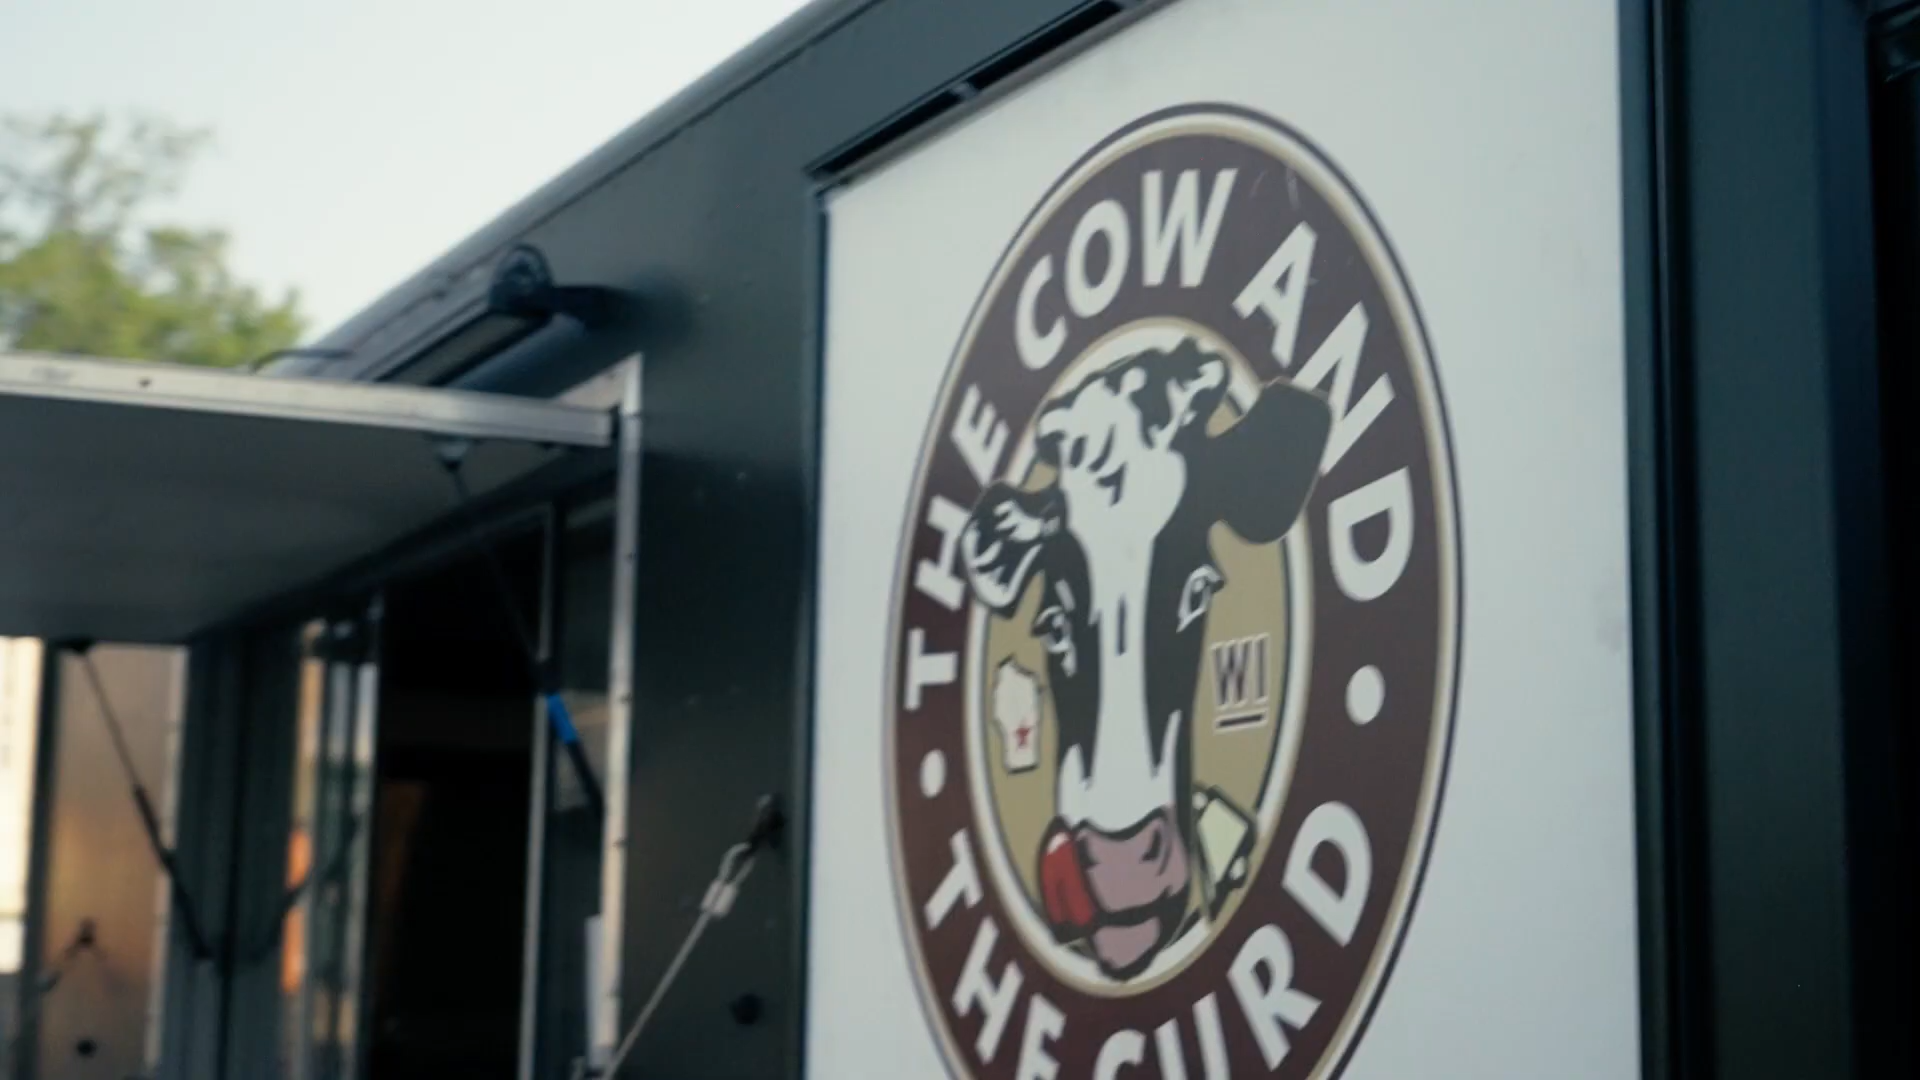 • THE COW AND •
THE CURD
WI